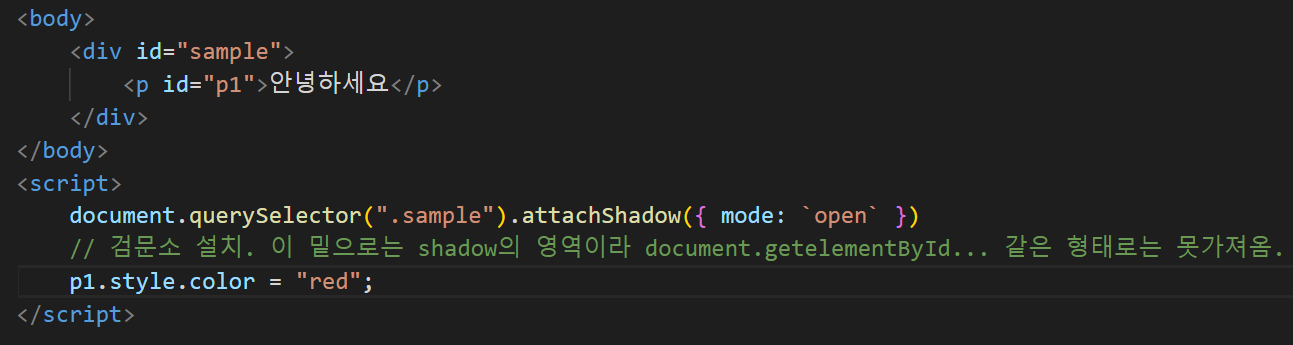 <body>
<div id="sample">
<p id="p1">안녕하세요</p>
</div>
</body>
<script>
document.querySelector(".sample").attachShadow({ mode: `open` })
// 검문소 설치. 이 밑으로는 shadow의 영역이라 document.getelementById... 같은 형태로는 못가져옴.
p1.style.color = "red";
</script>